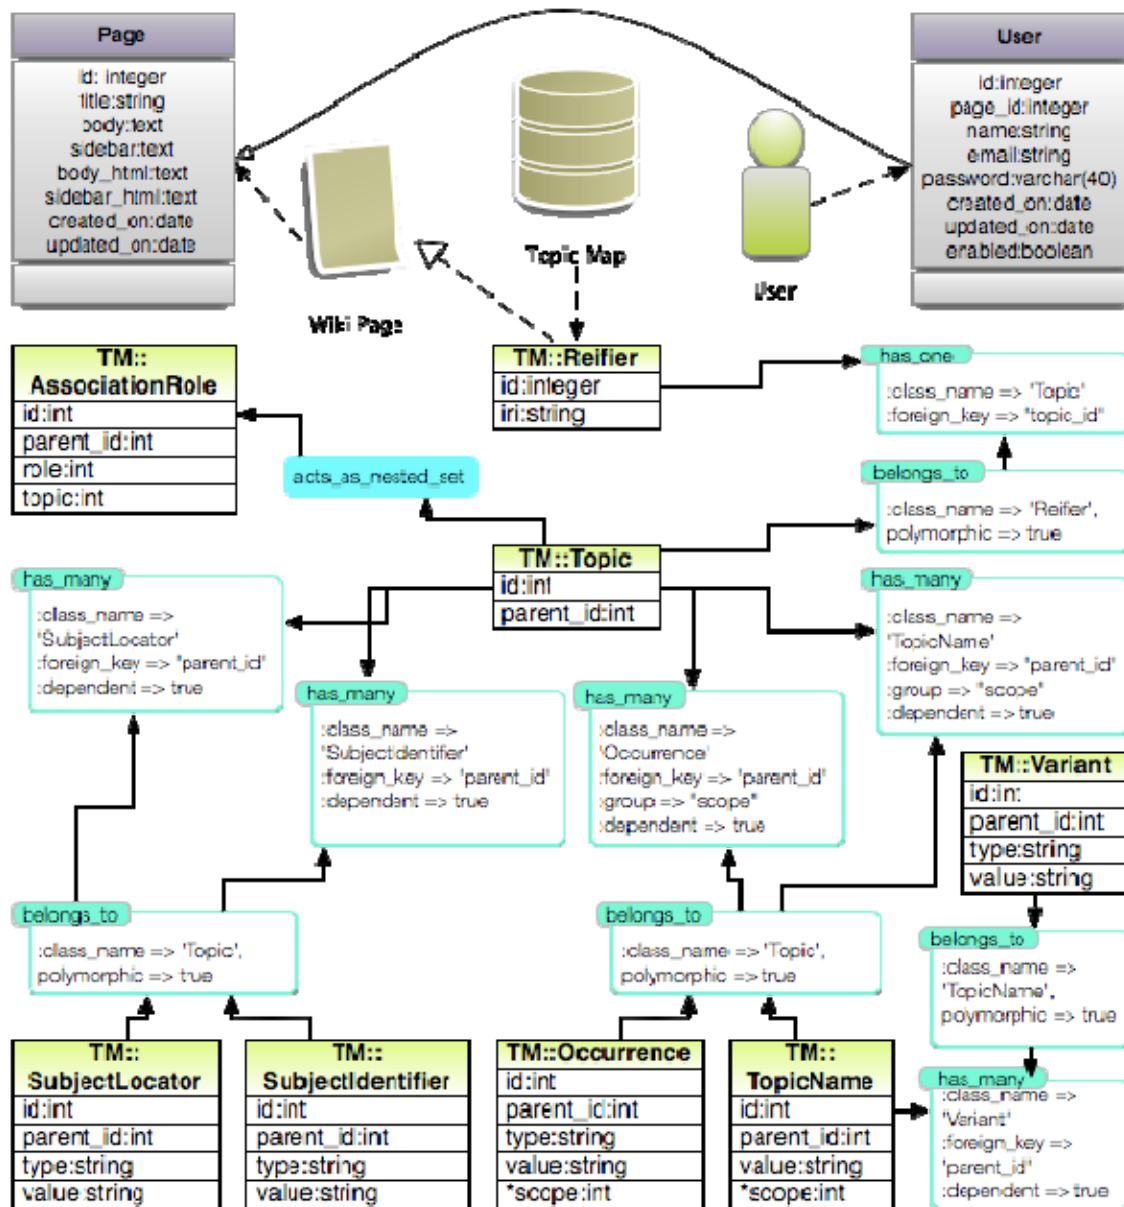 Page
id: integer
title:string
body:text
sidebar:text
body_html:text
sidebar_html:text
created_on:date
updated_on:date
Wiki Page
Topic Map
User
User
id:integer
page_id:integer
name:string
email:string
password:varchar(40)
created_on:date
updated_on:date
enabled:boolean
TM::
AssociationRole
id:int
parent_id:int
role:int
topic:int
TM::Reifier
id:integer
iri:string
has_one
:class_name => 'Topic'
:foreign_key => "topic_id"
acts_as_nested_set
belongs_to
:class_name => 'Reifier',
polymorphic => true
TM::Topic
id:int
parent_id:int
has_many
:class_name =>
'SubjectLocator'
:foreign_key => "parent_id"
:dependent => true
has_many
:class_name =>
'SubjectIdentifier'
:foreign_key => 'parent_id"
:dependent => true
has_many
:class_name =>
'Occurrence'
:foreign_key => 'parent_id"
:group => "scope"
:dependent => true
has_many
:class_name =>
'TopicName'
:foreign_key => "parent_id"
:group => "scope"
:dependent => true
TM::Variant
id:int
parent_id:int
type:string
value:string
belongs_to
:class_name => 'Topic',
polymorphic => true
belongs_to
:class_name => 'Topic',
polymorphic => true
belongs_to
:class_name =>
'TopicName',
polymorphic => true
TM::
SubjectLocator
id:int
parent_id:int
type:string
value:string
TM::
SubjectIdentifier
id:int
parent_id:int
type:string
value:string
TM::Occurrence
id:int
parent_id:int
type:string
value:string
*scope:int
TM::
TopicName
id:int
parent_id:int
value:string
*scope:int
has_many
:class_name =>
'Variant'
:foreign_key =>
'parent_id"
:dependent => true